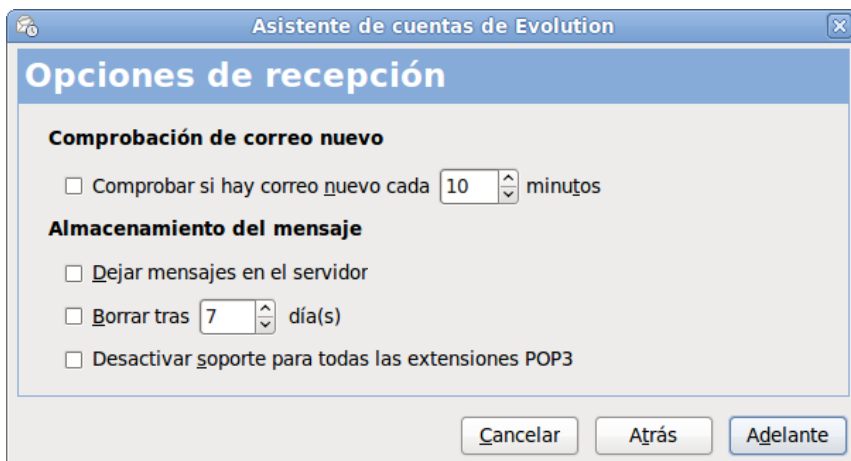 Asistente de cuentas de Evolution
Opciones de recepción
Comprobación de correo nuevo
Comprobar si hay correo nuevo cada 10 minutos
Almacenamiento del mensaje
Dejar mensajes en el servidor
Borrar tras 7 día(s)
Desactivar soporte para todas las extensiones POP3
Cancelar Atrás Adelante